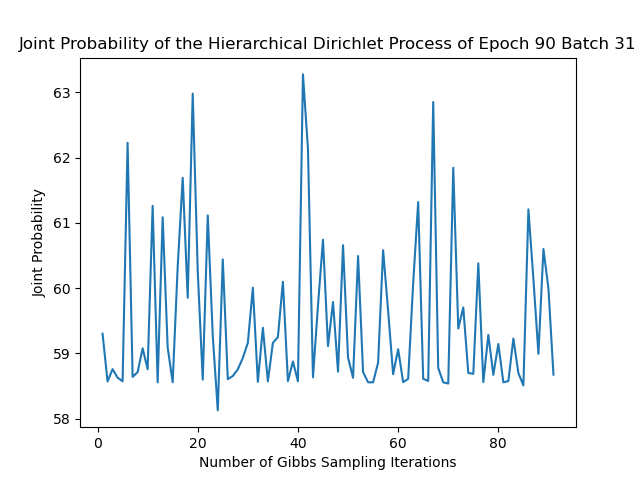 Joint Probability of the Hierarchical Dirichlet Process of Epoch 90 Batch 31
63
62
61
60
59
58
Joint Probability
0 20 40 60 80
Number of Gibbs Sampling Iterations